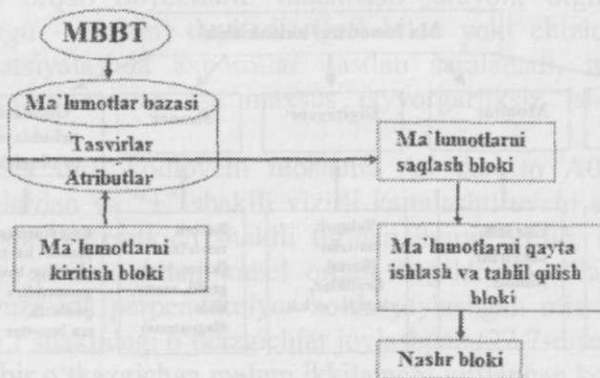 MBBT
Ma`lumotlar bazasi
Tasvirlar
Atributlar
Ma`lumotlarni
saqlash bloki
Ma`lumotlarni
kiritish bloki
Ma`lumotlarni qayta
ishlash va tahlil qilish
bloki
Nashr bloki